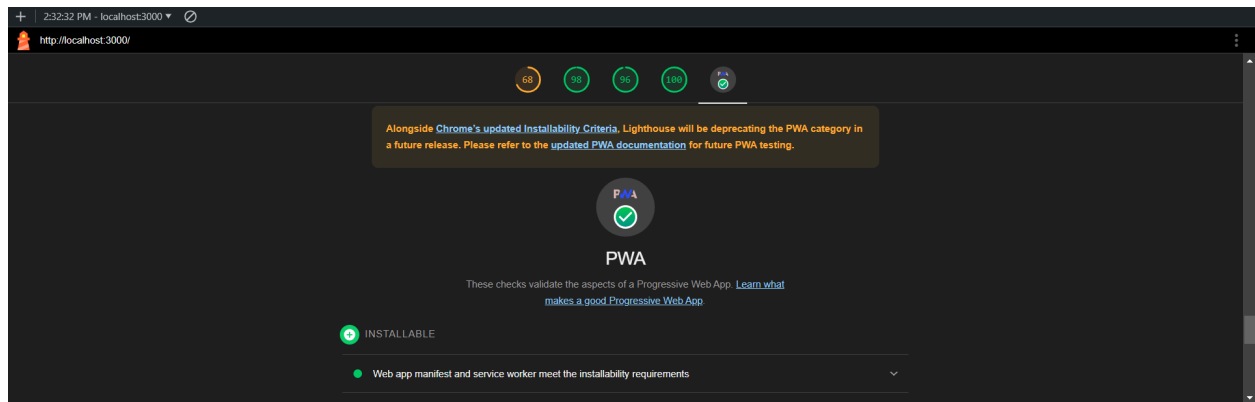 2:32:32 PM - localhost:3000
http://localhost:3000/
68 98 96 100 PWA
Alongside Chrome's updated Installability Criteria, Lighthouse will be deprecating the PWA category in
a future release. Please refer to the updated PWA documentation for future PWA testing.
PWA
PWA
These checks validate the aspects of a Progressive Web App. Learn what
makes a good Progressive Web App.
INSTALLABLE
Web app manifest and service worker meet the installability requirements